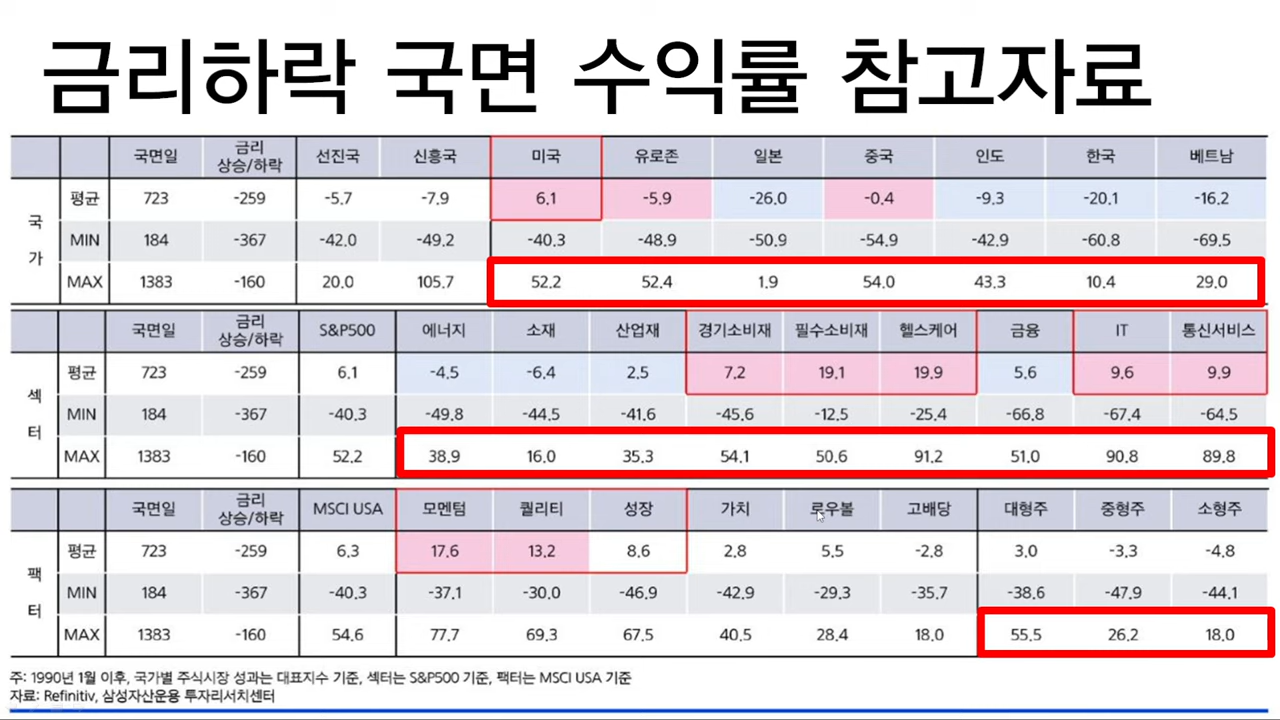 금리하락 국면 수익률 참고자료
국면일 금리 상승/하락 선진국 신흥국 미국 유로존 일본 중국 인도 한국 베트남
국가 평균 723 -259 -5.7 -7.9 6.1 -5.9 -26.0 -0.4 -9.3 -20.1 -16.2
MIN 184 -367 -42.0 -49.2 -40.3 -48.9 -50.9 -54.9 -42.9 -60.8 -69.5
MAX 1383 -160 20.0 105.7 52.2 52.4 1.9 54.0 43.3 10.4 29.0
국면일 금리 상승/하락 S&P500 에너지 소재 산업재 경기소비재 필수소비재 헬스케어 금융 IT 통신서비스
섹터 평균 723 -259 6.1 -4.5 -6.4 2.5 7.2 19.1 19.9 5.6 9.6 9.9
MIN 184 -367 -40.3 -49.8 -44.5 -41.6 -45.6 -12.5 -25.4 -66.8 -67.4 -64.5
MAX 1383 -160 52.2 38.9 16.0 35.3 54.1 50.6 91.2 51.0 90.8 89.8
국면일 금리 상승/하락 MSCI USA 모멘텀 퀄리티 성장 가치 로우볼 고배당 대형주 중형주 소형주
팩터 평균 723 -259 6.3 17.6 13.2 8.6 2.8 5.5 -2.8 3.0 -3.3 -4.8
MIN 184 -367 -40.3 -37.1 -30.0 -46.9 -42.9 -29.3 -35.7 -38.6 -47.9 -44.1
MAX 1383 -160 54.6 77.7 69.3 67.5 40.5 28.4 18.0 55.5 26.2 18.0
주: 1990년 1월 이후, 국가별 주식시장 성과는 대표지수 기준, 섹터는 S&P500 기준, 팩터는 MSCI USA 기준
자료: Refinitiv, 삼성자산운용 투자리서치센터